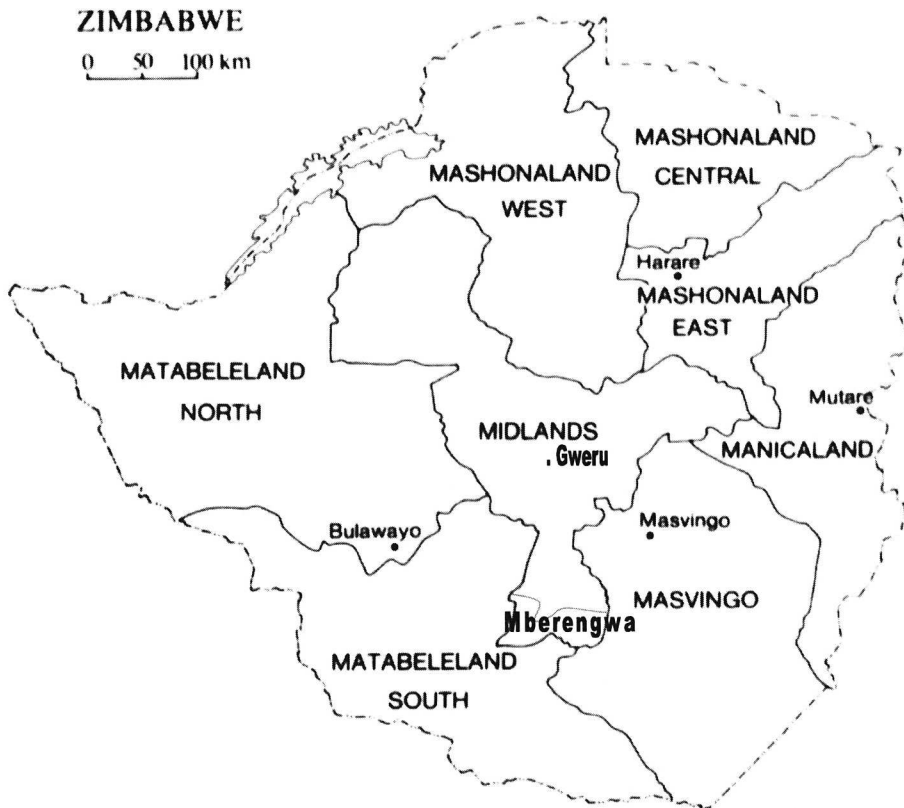 ZIMBABWE
0 50 100 km
MASHONALAND
CENTRAL
MASHONALAND
WEST
Harare
MASHONALAND
EAST
MATABELELAND
NORTH
Mutare
MIDLANDS
Gweru
MANICALAND
Bulawayo
Masvingo
MASVINGO
Mberengwa
MATABELELAND
SOUTH